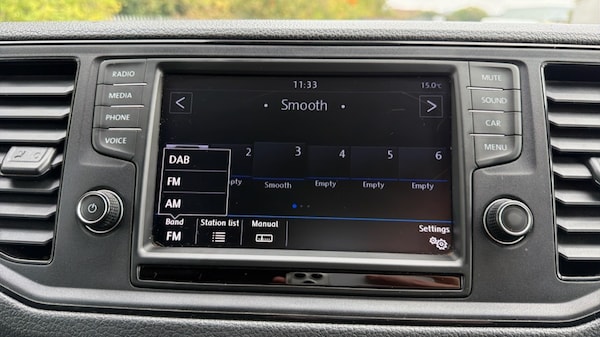 RADIO
MEDIA
PHONE
VOICE
11:33
15.0°C
< • Smooth • >
2 3 4 5 6
Smooth Empty Empty Empty
DAB
FM
AM
Band Station list Manual Settings
FM
MUTE
SOUND
CAR
MENU